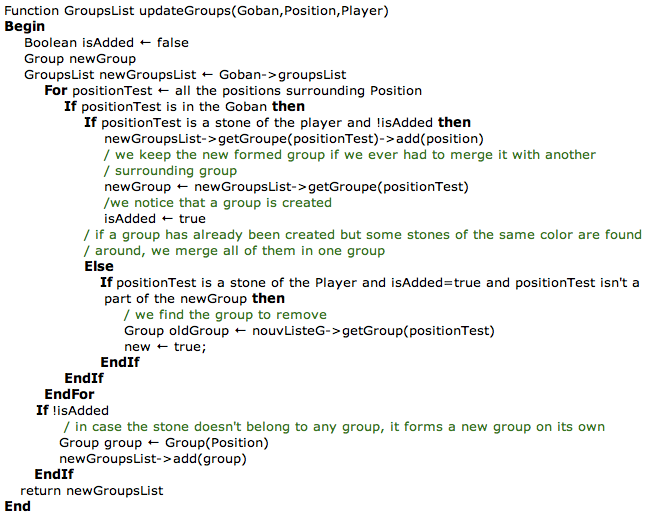 Function GroupsList updateGroups(Goban,Position,Player)
Begin
Boolean isAdded ← false
Group newGroup
GroupsList newGroupsList ← Goban->groupsList
For positionTest ← all the positions surrounding Position
If positionTest is in the Goban then
If positionTest is a stone of the player and !isAdded then
newGroupsList->getGroupe(positionTest)->add(position)
/ we keep the new formed group if we ever had to merge it with another
/ surrounding group
newGroup ← newGroupsList->getGroupe(positionTest)
/we notice that a group is created
isAdded ← true
/ if a group has already been created but some stones of the same color are found
/ around, we merge all of them in one group
Else
If positionTest is a stone of the Player and isAdded=true and positionTest isn't a
part of the newGroup then
/ we find the group to remove
Group oldGroup ← nouvListeG->getGroup(positionTest)
new ← true;
EndIf
EndIf
EndFor
If !isAdded
/ in case the stone doesn't belong to any group, it forms a new group on its own
Group group ← Group(Position)
newGroupsList->add(group)
EndIf
return newGroupsList
End